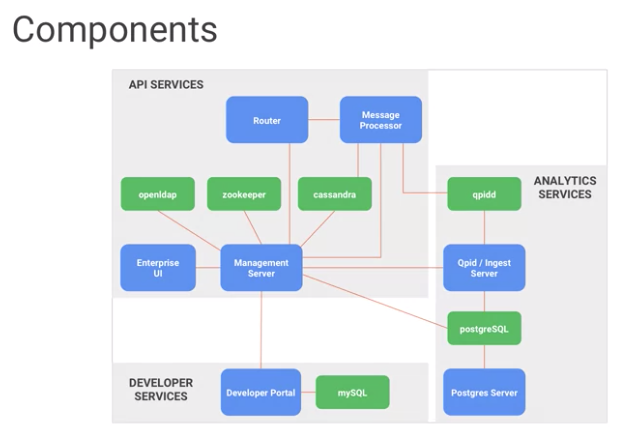 Components
API SERVICES
Router
Message
Processor
openldap
zookeeper
cassandra
qpidd
ANALYTICS
SERVICES
Enterprise
UI
Management
Server
Qpid / Ingest
Server
postgreSQL
DEVELOPER
SERVICES
Developer Portal
mySQL
Postgres Server